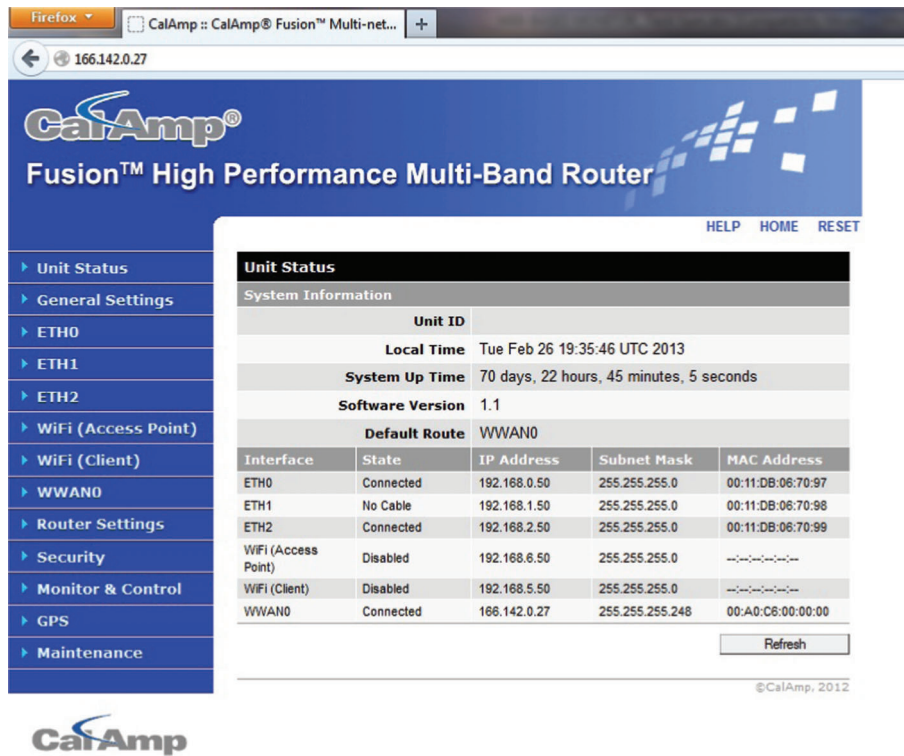 Firefox
CalAmp :: CalAmp® Fusion™ Multi-net...
+
166.142.0.27
CalAmp®
Fusion™ High Performance Multi-Band Router
HELP HOME RESET
Unit Status
General Settings
ETH0
ETH1
ETH2
WiFi (Access Point)
WiFi (Client)
WWAN0
Router Settings
Security
Monitor & Control
GPS
Maintenance
Unit Status
System Information
Unit ID
Local Time Tue Feb 26 19:35:46 UTC 2013
System Up Time 70 days, 22 hours, 45 minutes, 5 seconds
Software Version 1.1
Default Route WWAN0
Interface State IP Address Subnet Mask MAC Address
ETH0 Connected 192.168.0.50 255.255.255.0 00:11:DB:06:70:97
ETH1 No Cable 192.168.1.50 255.255.255.0 00:11:DB:06:70:98
ETH2 Connected 192.168.2.50 255.255.255.0 00:11:DB:06:70:99
WiFi (Access
Point) Disabled 192.168.6.50 255.255.255.0 --:--:--:--:--:--
WiFi (Client) Disabled 192.168.5.50 255.255.255.0 --:--:--:--:--:--
WWAN0 Connected 166.142.0.27 255.255.255.248 00:A0:C6:00:00:00
Refresh
©CalAmp, 2012
CalAmp